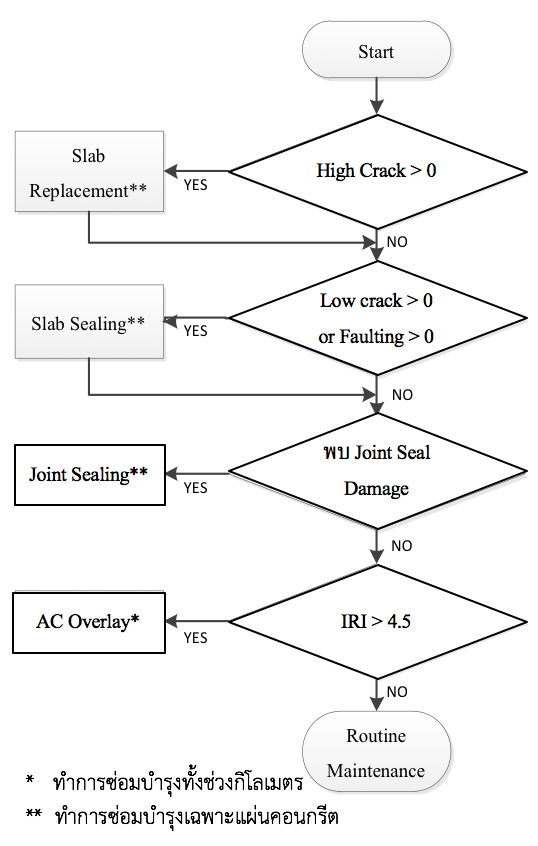 Start
High Crack > 0
YES
Slab
Replacement**
NO
Low crack > 0
or Faulting > 0
YES
Slab Sealing**
NO
พบ Joint Seal
Damage
YES
Joint Sealing**
NO
IRI > 4.5
YES
AC Overlay*
NO
Routine
Maintenance
* ทำการซ่อมบำรุงทั้งช่วงกิโลเมตร
** ทำการซ่อมบำรุงเฉพาะแผ่นคอนกรีต